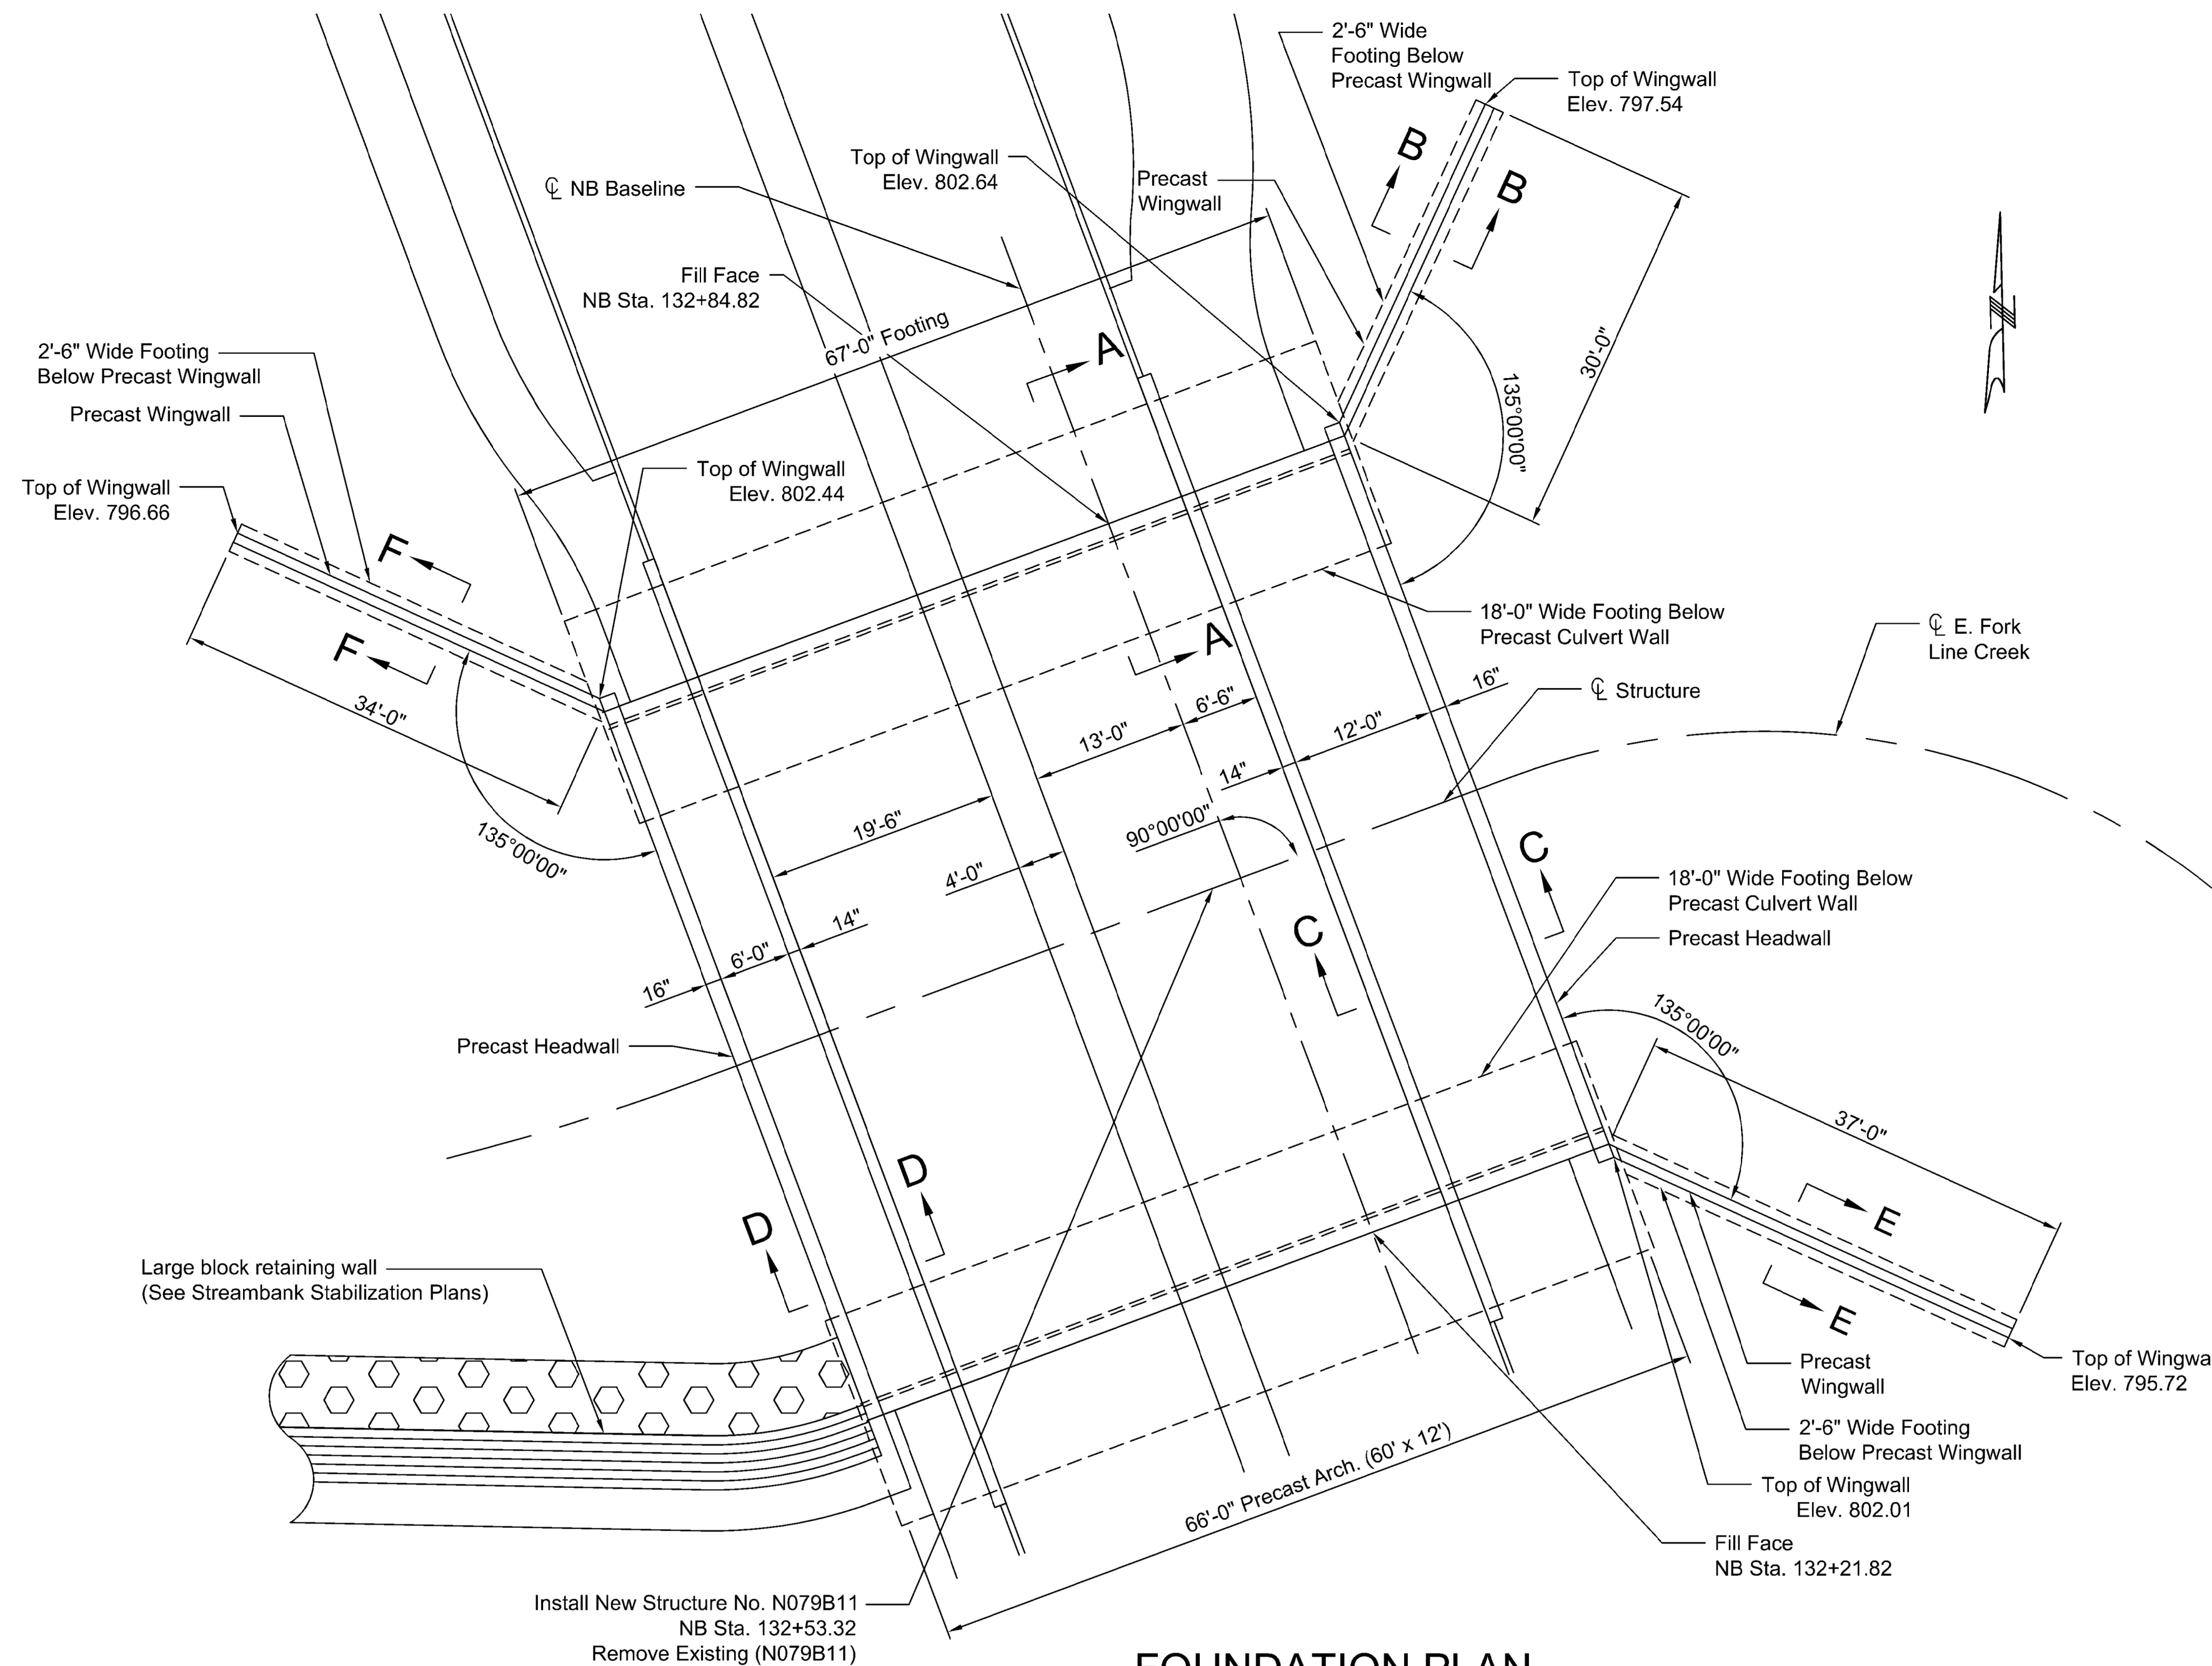 2'-6" Wide
Footing Below
Precast Wingwall
Top of Wingwall
Elev. 797.54
B
B
Top of Wingwall
Elev. 802.64
Precast
Wingwall
℄ NB Baseline
Fill Face
NB Sta. 132+84.82
67'-0" Footing
A
30'-0"
135°00'00"
N
2'-6" Wide Footing
Below Precast Wingwall
Precast Wingwall
Top of Wingwall
Elev. 796.66
Top of Wingwall
Elev. 802.44
F
F
34'-0"
135°00'00"
18'-0" Wide Footing Below
Precast Culvert Wall
℄ E. Fork
Line Creek
A
16"
℄ Structure
6'-6"
13'-0"
12'-0"
14"
19'-6"
90°00'00"
4'-0"
14"
6'-0"
16"
C
C
18'-0" Wide Footing Below
Precast Culvert Wall
Precast Headwall
Precast Headwall
135°00'00"
37'-0"
D
D
E
E
Large block retaining wall
(See Streambank Stabilization Plans)
Precast
Wingwall
Top of Wingwa
Elev. 795.72
2'-6" Wide Footing
Below Precast Wingwall
66'-0" Precast Arch. (60' x 12')
Top of Wingwall
Elev. 802.01
Fill Face
NB Sta. 132+21.82
Install New Structure No. N079B11
NB Sta. 132+53.32
Remove Existing (N079B11)
FOUNDATION PLAN